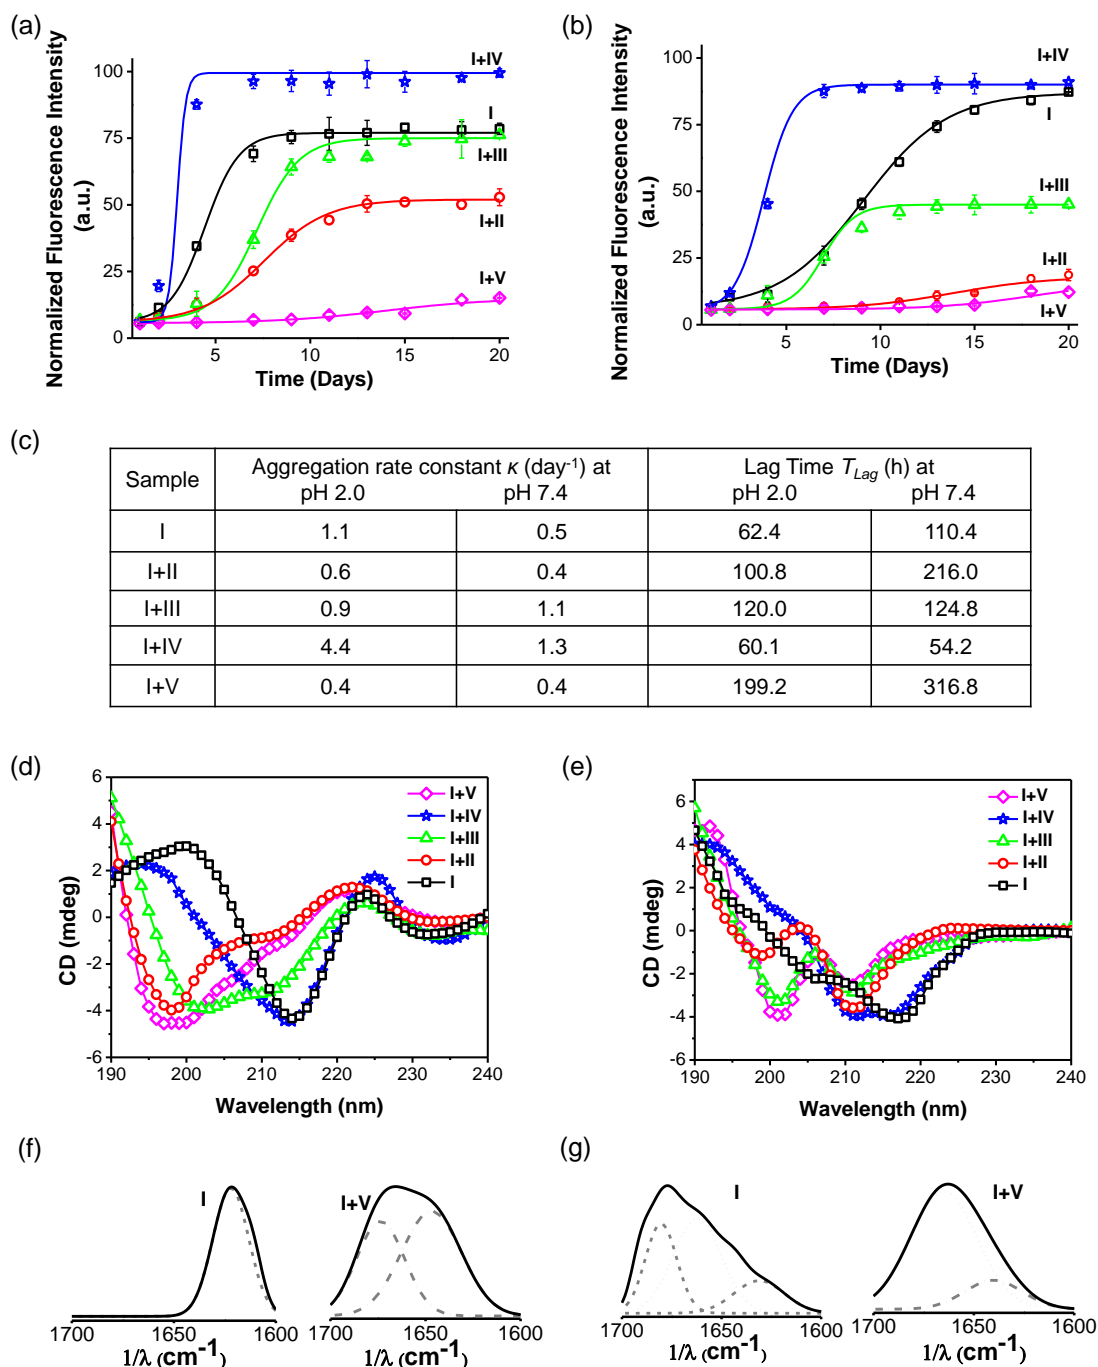 (a)
Normalized Fluorescence Intensity
(a.u.)
100
75
50
25
0
5
10
15
20
Time (Days)
I+IV
I
I+III
I+II
I+V
(b)
Normalized Fluorescence Intensity
(a.u.)
100
75
50
25
0
5
10
15
20
Time (Days)
I+IV
I
I+III
I+II
I+V
(c)
Sample Aggregation rate constant κ (day⁻¹) at Lag Time T_Lag (h) at
pH 2.0 pH 7.4 pH 2.0 pH 7.4
I 1.1 0.5 62.4 110.4
I+II 0.6 0.4 100.8 216.0
I+III 0.9 1.1 120.0 124.8
I+IV 4.4 1.3 60.1 54.2
I+V 0.4 0.4 199.2 316.8
(d)
CD (mdeg)
6
4
2
0
-2
-4
-6
190 200 210 220 230 240
Wavelength (nm)
I+V
I+IV
I+III
I+II
I
(e)
CD (mdeg)
6
4
2
0
-2
-4
-6
190 200 210 220 230 240
Wavelength (nm)
I+V
I+IV
I+III
I+II
I
(f)
I
1700 1650 1600
1/λ (cm⁻¹)
I+V
1700 1650 1600
1/λ (cm⁻¹)
(g)
I
1700 1650 1600
1/λ (cm⁻¹)
I+V
1700 1650 1600
1/λ (cm⁻¹)